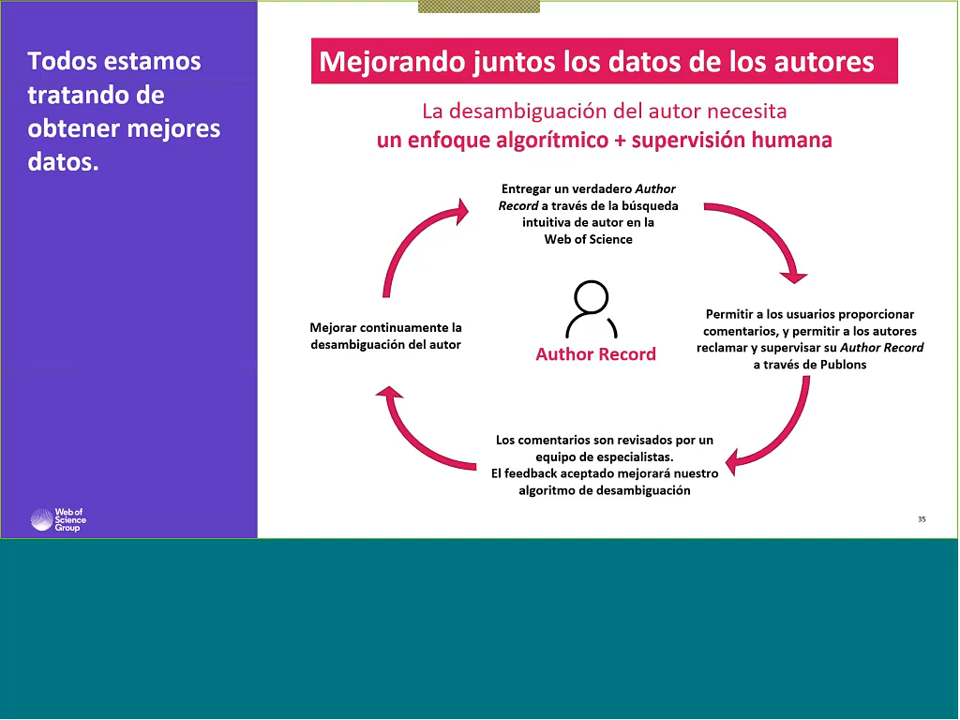 Todos estamos
tratando de
obtener mejores
datos.
Mejorando juntos los datos de los autores
La desambiguación del autor necesita
un enfoque algorítmico + supervisión humana
Entregar un verdadero Author
Record a través de la búsqueda
intuitiva de autor en la
Web of Science
Permitir a los usuarios proporcionar
comentarios, y permitir a los autores
reclamar y supervisar su Author Record
a través de Publons
Los comentarios son revisados por un
equipo de especialistas.
El feedback aceptado mejorará nuestro
algoritmo de desambiguación
Mejorar continuamente la
desambiguación del autor
Author Record
Web of
Science
Group
35